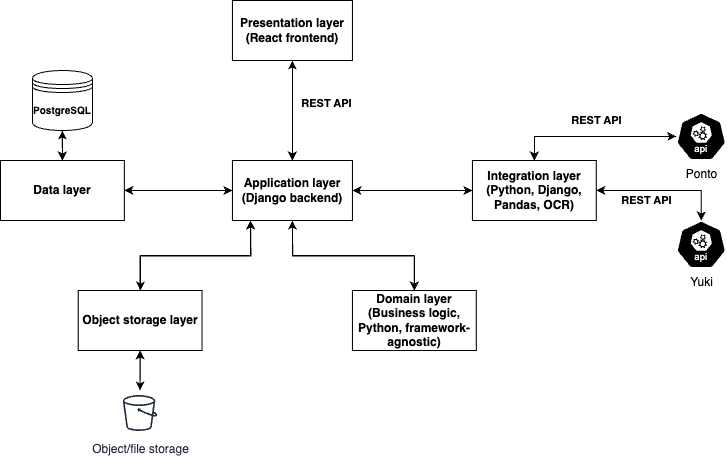 Presentation layer
(React frontend)
REST API
PostgreSQL
REST API
api
Ponto
Data layer
Application layer
(Django backend)
Integration layer
(Python, Django,
Pandas, OCR)
REST API
api
Yuki
Object storage layer
Domain layer
(Business logic,
Python, framework-
agnostic)
Object/file storage